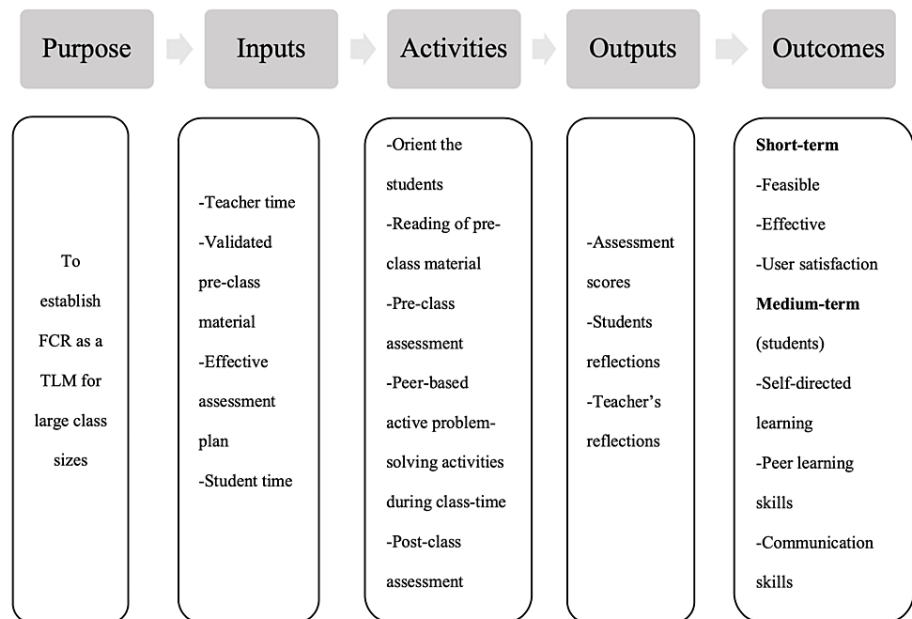 Purpose
Inputs
Activities
Outputs
Outcomes
To
establish
FCR as a
TLM for
large class
sizes
-Teacher time
-Validated
pre-class
material
-Effective
assessment
plan
-Student time
-Orient the
students
-Reading of pre-
class material
-Pre-class
assessment
-Peer-based
active problem-
solving activities
during class-time
-Post-class
assessment
-Assessment
scores
-Students
reflections
-Teacher’s
reflections
Short-term
-Feasible
-Effective
-User satisfaction
Medium-term
(students)
-Self-directed
learning
-Peer learning
skills
-Communication
skills